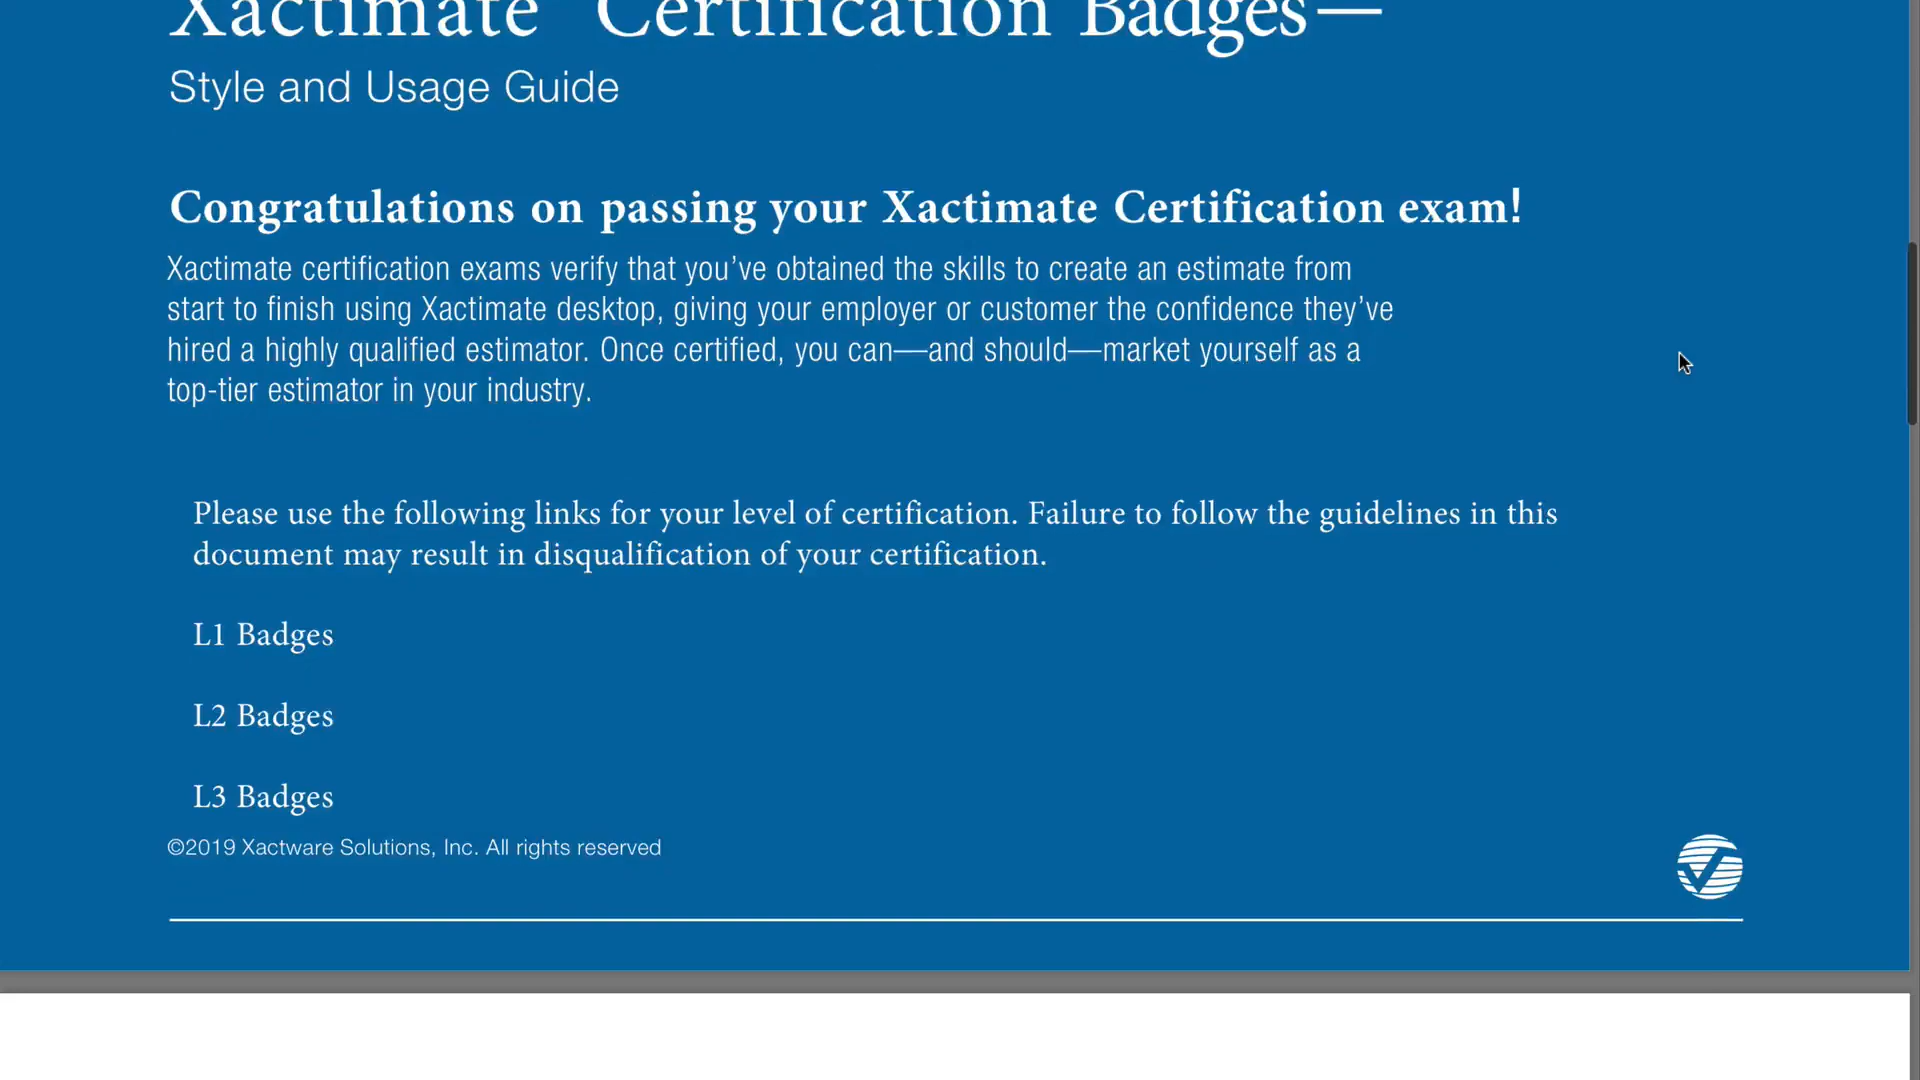 Xactimate Certification Badges—
Style and Usage Guide
Congratulations on passing your Xactimate Certification exam!
Xactimate certification exams verify that you’ve obtained the skills to create an estimate from
start to finish using Xactimate desktop, giving your employer or customer the confidence they’ve
hired a highly qualified estimator. Once certified, you can—and should—market yourself as a
top-tier estimator in your industry.
Please use the following links for your level of certification. Failure to follow the guidelines in this
document may result in disqualification of your certification.
L1 Badges
L2 Badges
L3 Badges
©2019 Xactware Solutions, Inc. All rights reserved